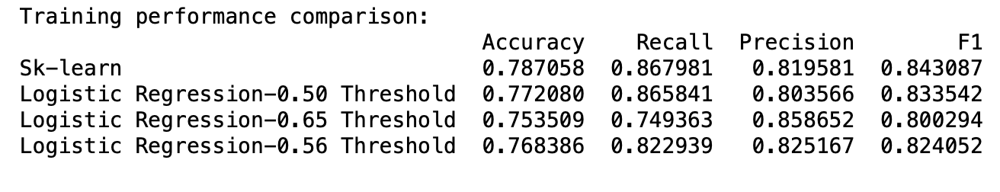 Training performance comparison:
Accuracy Recall Precision F1
Sk-learn 0.787058 0.867981 0.819581 0.843087
Logistic Regression-0.50 Threshold 0.772080 0.865841 0.803566 0.833542
Logistic Regression-0.65 Threshold 0.753509 0.749363 0.858652 0.800294
Logistic Regression-0.56 Threshold 0.768386 0.822939 0.825167 0.824052